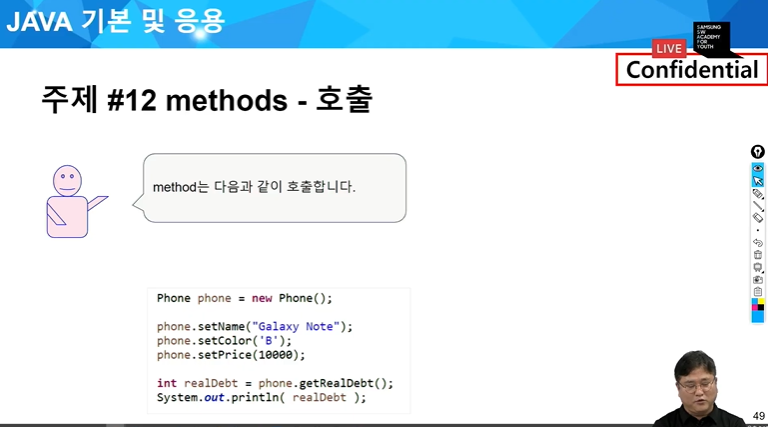 JAVA 기본 및 응용
LIVE
SAMSUNG
SW
ACADEMY
FOR
YOUTH
Confidential
주제 #12 methods - 호출
method는 다음과 같이 호출합니다.
Phone phone = new Phone();
phone.setName("Galaxy Note");
phone.setColor('B');
phone.setPrice(10000);
int realDebt = phone.getRealDebt();
System.out.println( realDebt );
49